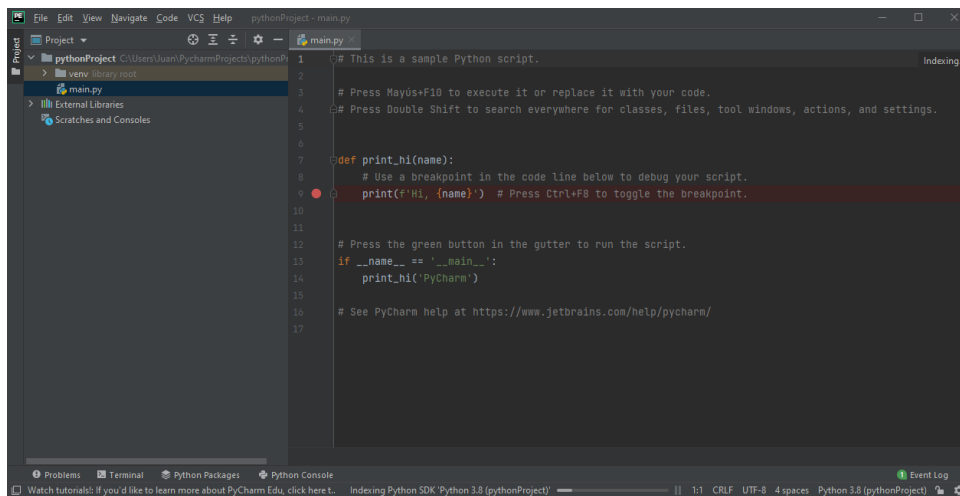 PE File Edit View Navigate Code VCS Help pythonProject - main.py
Project main.py
Project
pythonProject C:\Users\Juan\PycharmProjects\pythonPr
venv library root
main.py
External Libraries
Scratches and Consoles
Indexing
1 # This is a sample Python script.
2
3 # Press Mayús+F10 to execute it or replace it with your code.
4 # Press Double Shift to search everywhere for classes, files, tool windows, actions, and settings.
5
6
7 def print_hi(name):
8 # Use a breakpoint in the code line below to debug your script.
9 print(f'Hi, {name}') # Press Ctrl+F8 to toggle the breakpoint.
10
11
12 # Press the green button in the gutter to run the script.
13 if __name__ == '__main__':
14 print_hi('PyCharm')
15
16 # See PyCharm help at https://www.jetbrains.com/help/pycharm/
17
Problems Terminal Python Packages Python Console 1 Event Log
Watch tutorials!: If you'd like to learn more about PyCharm Edu, click here t.. Indexing Python SDK 'Python 3.8 (pythonProject)' 1:1 CRLF UTF-8 4 spaces Python 3.8 (pythonProject)